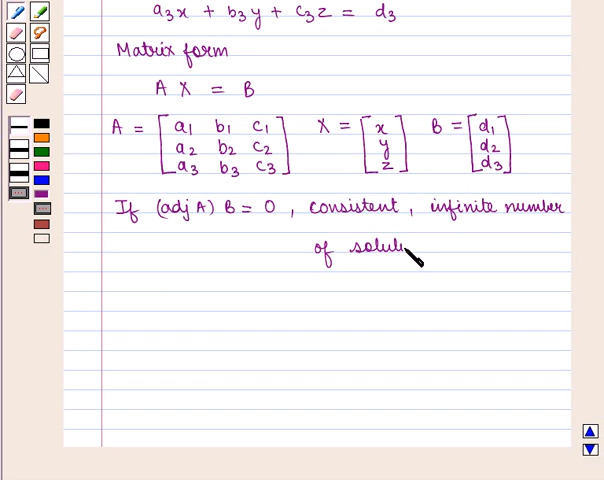 a3x + b3y + c3z = d3
Matrix form
A X = B
A = [a1 b1 c1 X = [x B = [d1
a2 b2 c2 y d2
a3 b3 c3] z] d3]
If (adj A) B = 0 , consistent , infinite number
of soluti